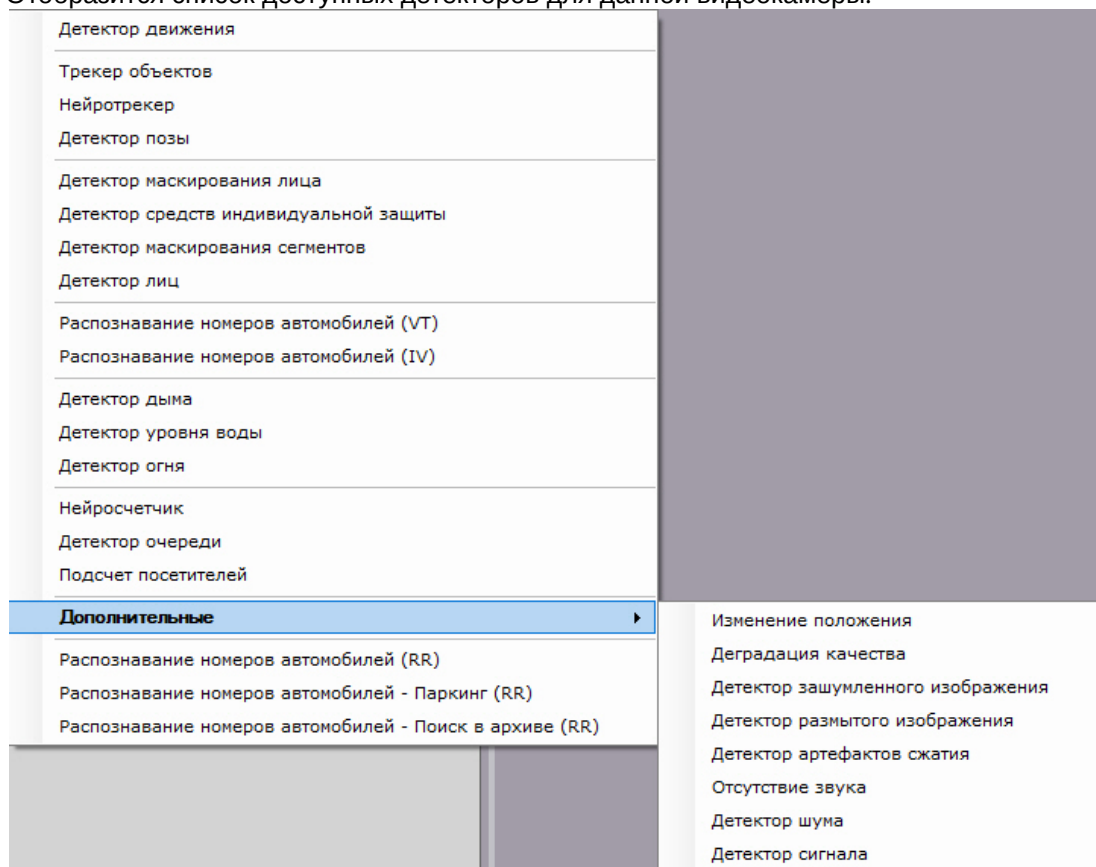 Отобразится список доступных детекторов для данной видеокамеры.
Детектор движения
Трекер объектов
Нейротрекер
Детектор позы
Детектор маскирования лица
Детектор средств индивидуальной защиты
Детектор маскирования сегментов
Детектор лиц
Распознавание номеров автомобилей (VT)
Распознавание номеров автомобилей (IV)
Детектор дыма
Детектор уровня воды
Детектор огня
Нейросчетчик
Детектор очереди
Подсчет посетителей
Дополнительные
Распознавание номеров автомобилей (RR)
Распознавание номеров автомобилей - Паркинг (RR)
Распознавание номеров автомобилей - Поиск в архиве (RR)
Изменение положения
Деградация качества
Детектор зашумленного изображения
Детектор размытого изображения
Детектор артефактов сжатия
Отсутствие звука
Детектор шума
Детектор сигнала